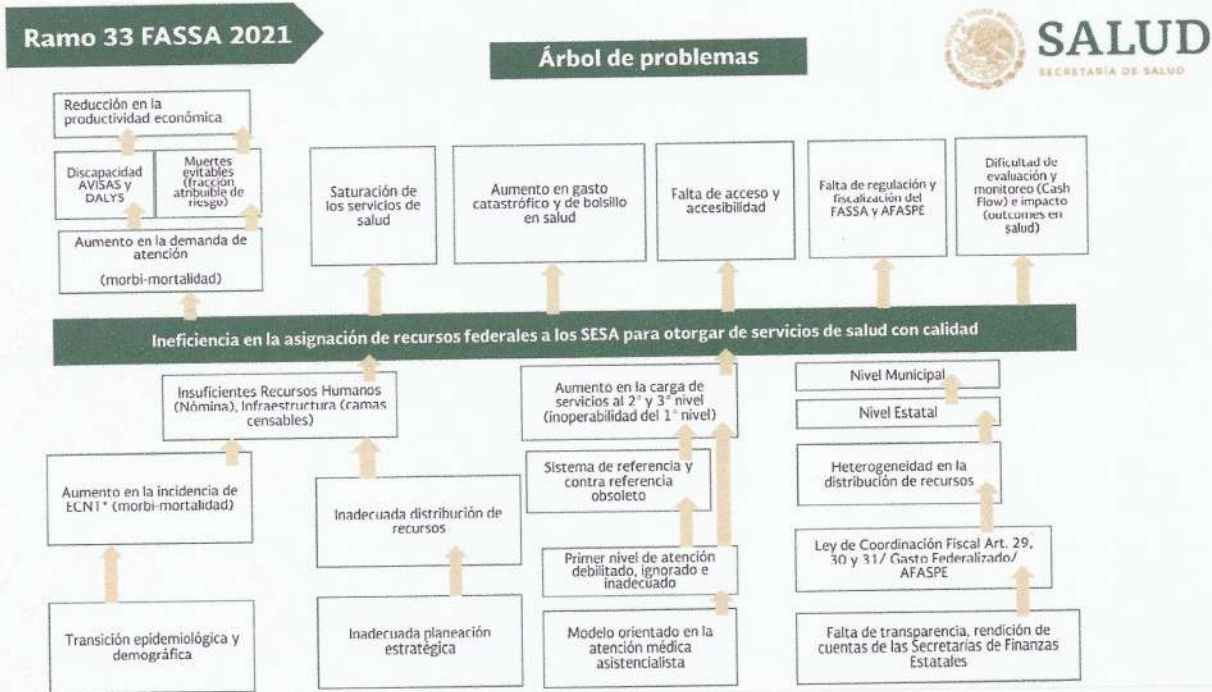 Ramo 33 FASSA 2021
Árbol de problemas
SALUD
SECRETARÍA DE SALUD
Reducción en la
productividad económica
Discapacidad
AVISAS y
DALYS
Muertes
evitables
(fracción
atribuible de
riesgo)
Aumento en la demanda de
atención
(morbi-mortalidad)
Saturación de
los servicios de
salud
Aumento en gasto
catastrófico y de bolsillo
en salud
Falta de acceso y
accesibilidad
Falta de regulación y
fiscalización del
FASSA y AFASPE
Dificultad de
evaluación y
monitoreo (Cash
Flow) e impacto
(outcomes en
salud)
Ineficiencia en la asignación de recursos federales a los SESA para otorgar de servicios de salud con calidad
Insuficientes Recursos Humanos
(Nómina), Infraestructura (camas
censables)
Aumento en la carga de
servicios al 2° y 3° nivel
(inoperabilidad del 1° nivel)
Nivel Municipal
Nivel Estatal
Aumento en la incidencia de
ECNT* (morbi-mortalidad)
Inadecuada distribución de
recursos
Sistema de referencia y
contra referencia
obsoleto
Heterogeneidad en la
distribución de recursos
Primer nivel de atención
debilitado, ignorado e
inadecuado
Ley de Coordinación Fiscal Art. 29,
30 y 31/ Gasto Federalizado/
AFASPE
Transición epidemiológica y
demográfica
Inadecuada planeación
estratégica
Modelo orientado en la
atención médica
asistencialista
Falta de transparencia, rendición de
cuentas de las Secretarías de Finanzas
Estatales